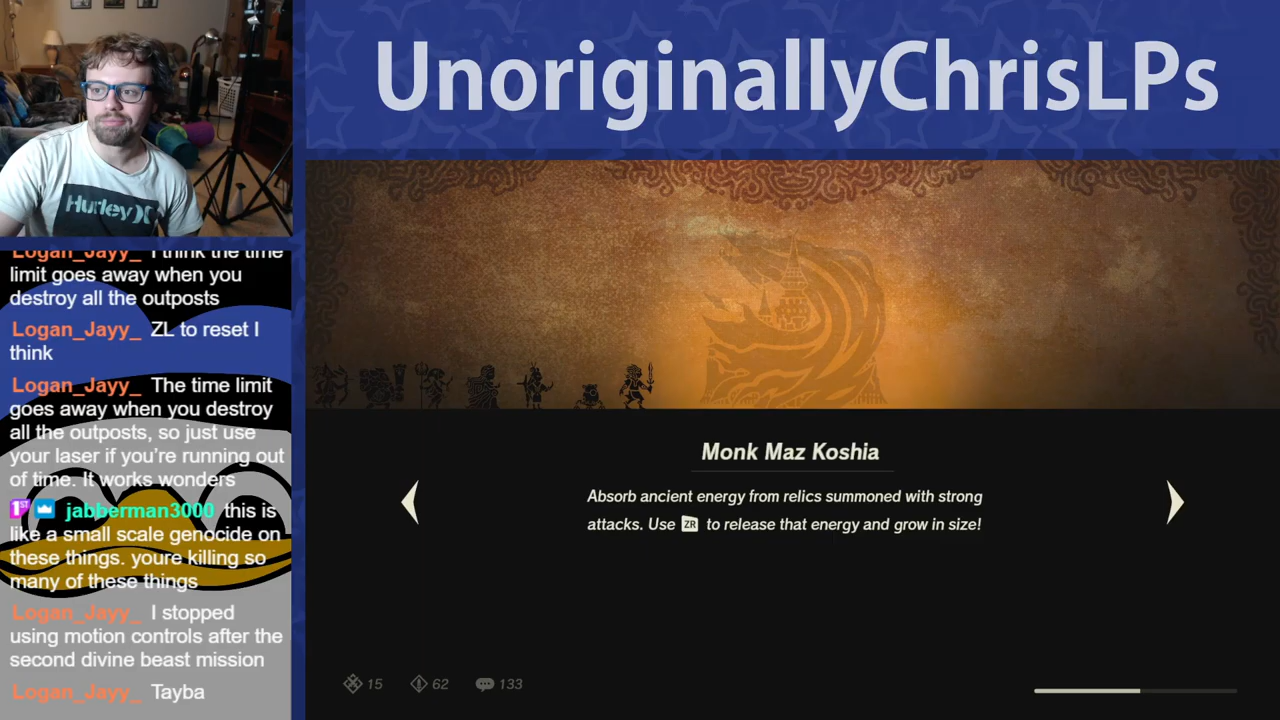 UnoriginallyChrisLPs
Hurley
Logan_Jayy_ I think the time
limit goes away when you
destroy all the outposts
Logan_Jayy_ ZL to reset I
think
Logan_Jayy_ The time limit
goes away when you destroy
all the outposts, so just use
your laser if you're running out
of time. It works wonders
1ST jabberman3000 this is
like a small scale genocide on
these things. youre killing so
many of these things
Logan_Jayy_ I stopped
using motion controls after the
second divine beast mission
Logan_Jayy_ Tayba
Monk Maz Koshia
Absorb ancient energy from relics summoned with strong
attacks. Use ZR to release that energy and grow in size!
15 62 133